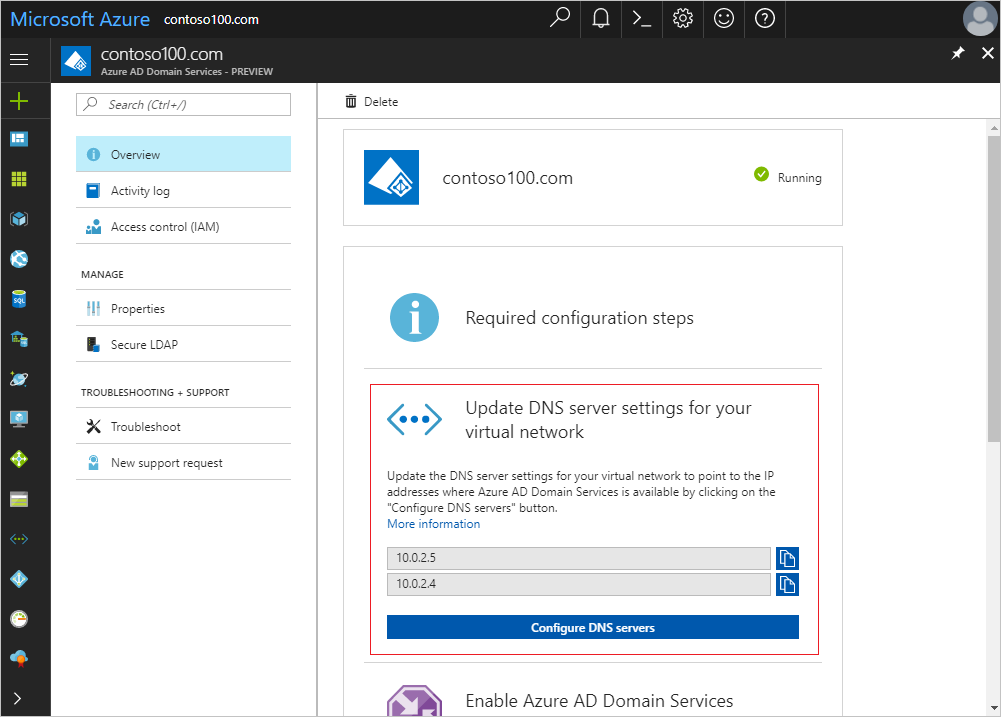 Microsoft Azure contoso100.com
contoso100.com
Azure AD Domain Services - PREVIEW
Search (Ctrl+/)
Overview
Activity log
Access control (IAM)
MANAGE
Properties
Secure LDAP
TROUBLESHOOTING + SUPPORT
Troubleshoot
New support request
Delete
contoso100.com
Running
Required configuration steps
Update DNS server settings for your
virtual network
Update the DNS server settings for your virtual network to point to the IP
addresses where Azure AD Domain Services is available by clicking on the
"Configure DNS servers" button.
More information
10.0.2.5
10.0.2.4
Configure DNS servers
Enable Azure AD Domain Services
SQL